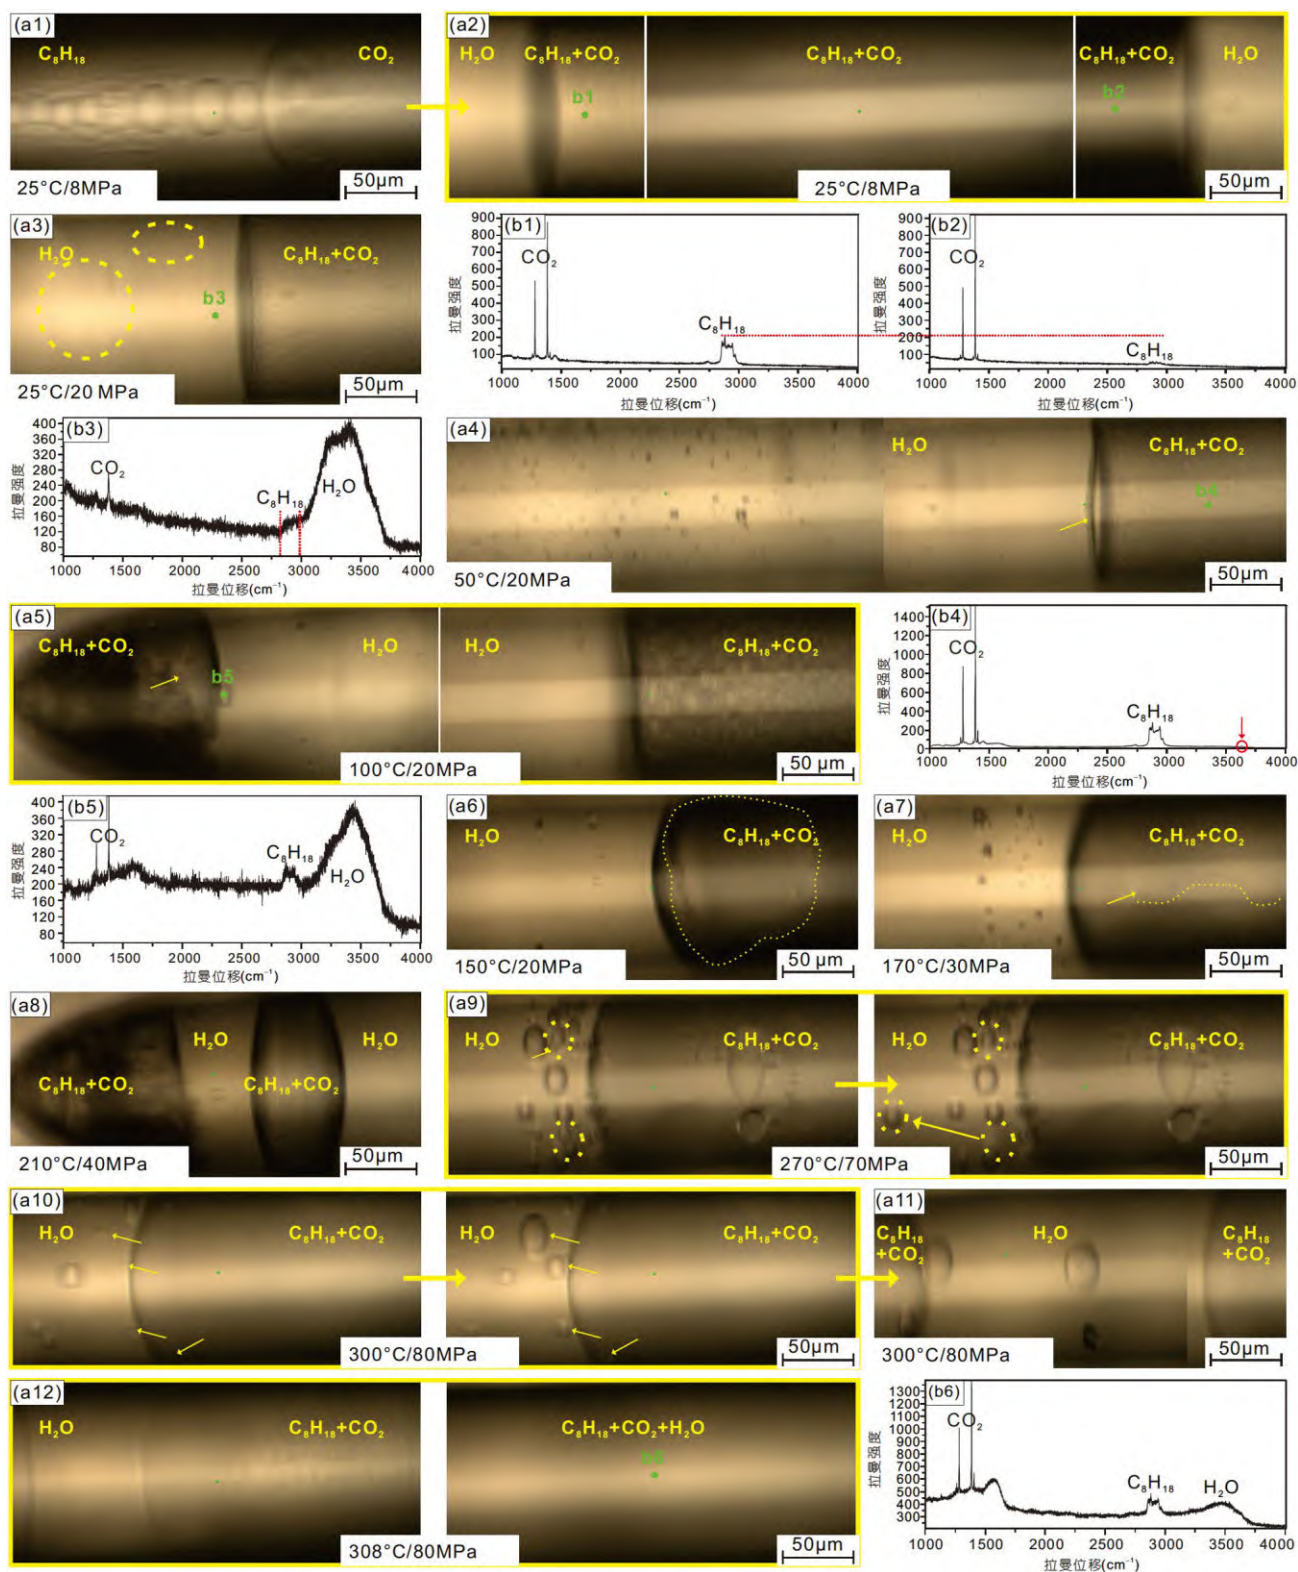 (a1)
C₈H₁₈
CO₂
25°C/8MPa
50μm
(a2)
H₂O
C₈H₁₈+CO₂
C₈H₁₈+CO₂
C₈H₁₈+CO₂
H₂O
b1
b2
25°C/8MPa
50μm
(a3)
H₂O
C₈H₁₈+CO₂
b3
25°C/20 MPa
50μm
(b1)
900
800
700
600
500
400
300
200
100
拉曼强度
CO₂
C₈H₁₈
1000 1500 2000 2500 3000 3500 4000
拉曼位移(cm⁻¹)
(b2)
900
800
700
600
500
400
300
200
100
拉曼强度
CO₂
C₈H₁₈
1000 1500 2000 2500 3000 3500 4000
拉曼位移(cm⁻¹)
(b3)
400
360
320
280
240
200
160
120
80
拉曼强度
CO₂
C₈H₁₈
H₂O
1000 1500 2000 2500 3000 3500 4000
拉曼位移(cm⁻¹)
(a4)
H₂O
C₈H₁₈+CO₂
b4
50°C/20MPa
50μm
(a5)
C₈H₁₈+CO₂
H₂O
H₂O
C₈H₁₈+CO₂
b5
100°C/20MPa
50 μm
(b4)
1400
1200
1000
800
600
400
200
0
拉曼强度
CO₂
C₈H₁₈
1000 1500 2000 2500 3000 3500 4000
拉曼位移(cm⁻¹)
(b5)
400
360
320
280
240
200
160
120
80
拉曼强度
CO₂
C₈H₁₈
H₂O
1000 1500 2000 2500 3000 3500 4000
拉曼位移(cm⁻¹)
(a6)
H₂O
C₈H₁₈+CO₂
150°C/20MPa
50 μm
(a7)
H₂O
C₈H₁₈+CO₂
170°C/30MPa
50μm
(a8)
H₂O
H₂O
C₈H₁₈+CO₂
C₈H₁₈+CO₂
210°C/40MPa
50μm
(a9)
H₂O
C₈H₁₈+CO₂
H₂O
C₈H₁₈+CO₂
270°C/70MPa
50μm
(a10)
H₂O
C₈H₁₈+CO₂
H₂O
C₈H₁₈+CO₂
300°C/80MPa
50μm
(a11)
C₈H₁₈
+CO₂
H₂O
C₈H₁₈
+CO₂
300°C/80MPa
50μm
(a12)
H₂O
C₈H₁₈+CO₂
C₈H₁₈+CO₂+H₂O
b6
308°C/80MPa
50μm
(b6)
1300
1200
1100
1000
900
800
700
600
500
400
300
拉曼强度
CO₂
C₈H₁₈
H₂O
1000 1500 2000 2500 3000 3500 4000
拉曼位移(cm⁻¹)